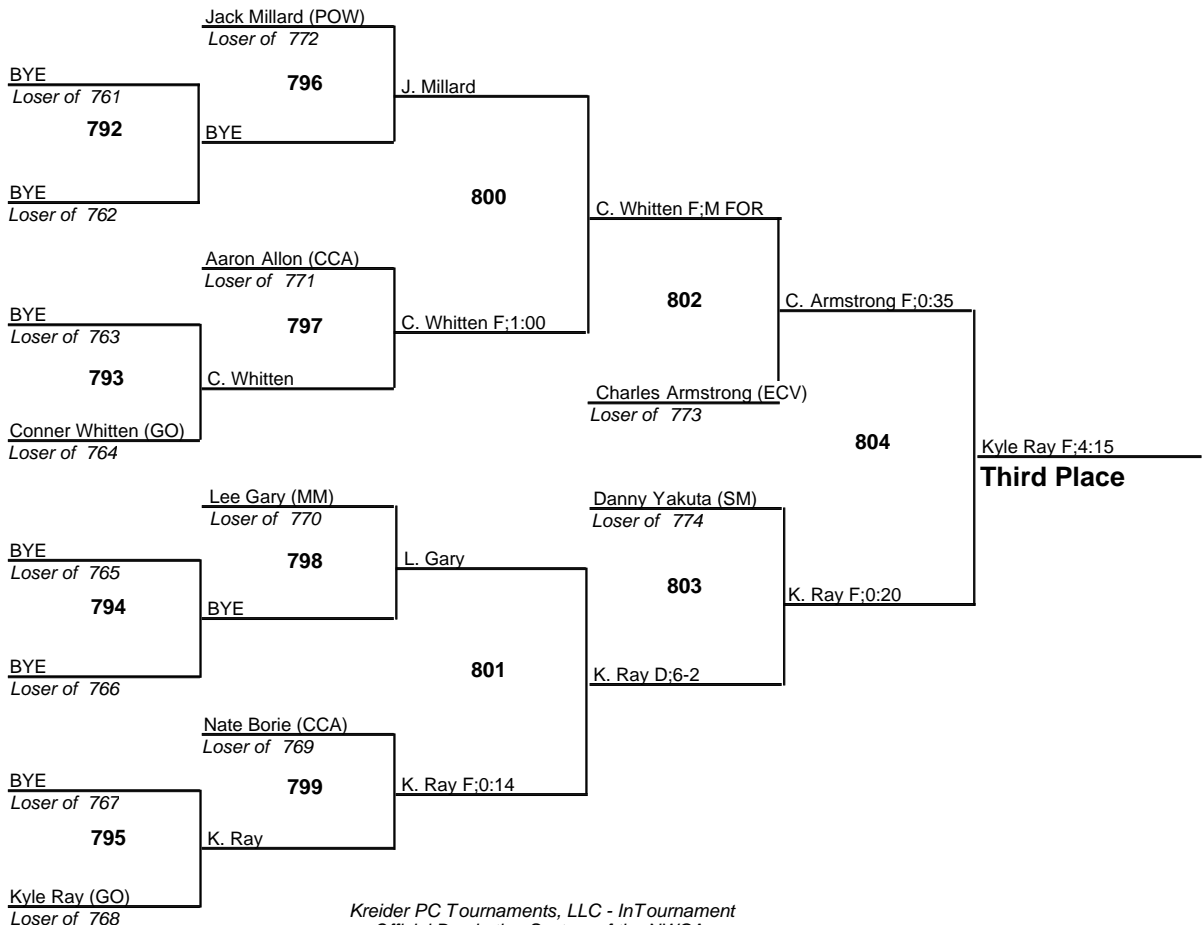 Jack Millard (POW)
Loser of 772
BYE
Loser of 761
796
J. Millard
792
BYE
BYE
Loser of 762
800
C. Whitten F;M FOR
Aaron Allon (CCA)
Loser of 771
802
C. Armstrong F;0:35
BYE
Loser of 763
797
C. Whitten F;1:00
793
C. Whitten
Charles Armstrong (ECV)
Loser of 773
Conner Whitten (GO)
Loser of 764
804
Kyle Ray F;4:15
Third Place
Lee Gary (MM)
Loser of 770
Danny Yakuta (SM)
Loser of 774
BYE
Loser of 765
798
L. Gary
794
BYE
803
K. Ray F;0:20
BYE
Loser of 766
801
K. Ray D;6-2
Nate Borie (CCA)
Loser of 769
BYE
Loser of 767
799
K. Ray F;0:14
795
K. Ray
Kyle Ray (GO)
Loser of 768
Kreider PC Tournaments, LLC - InTournament